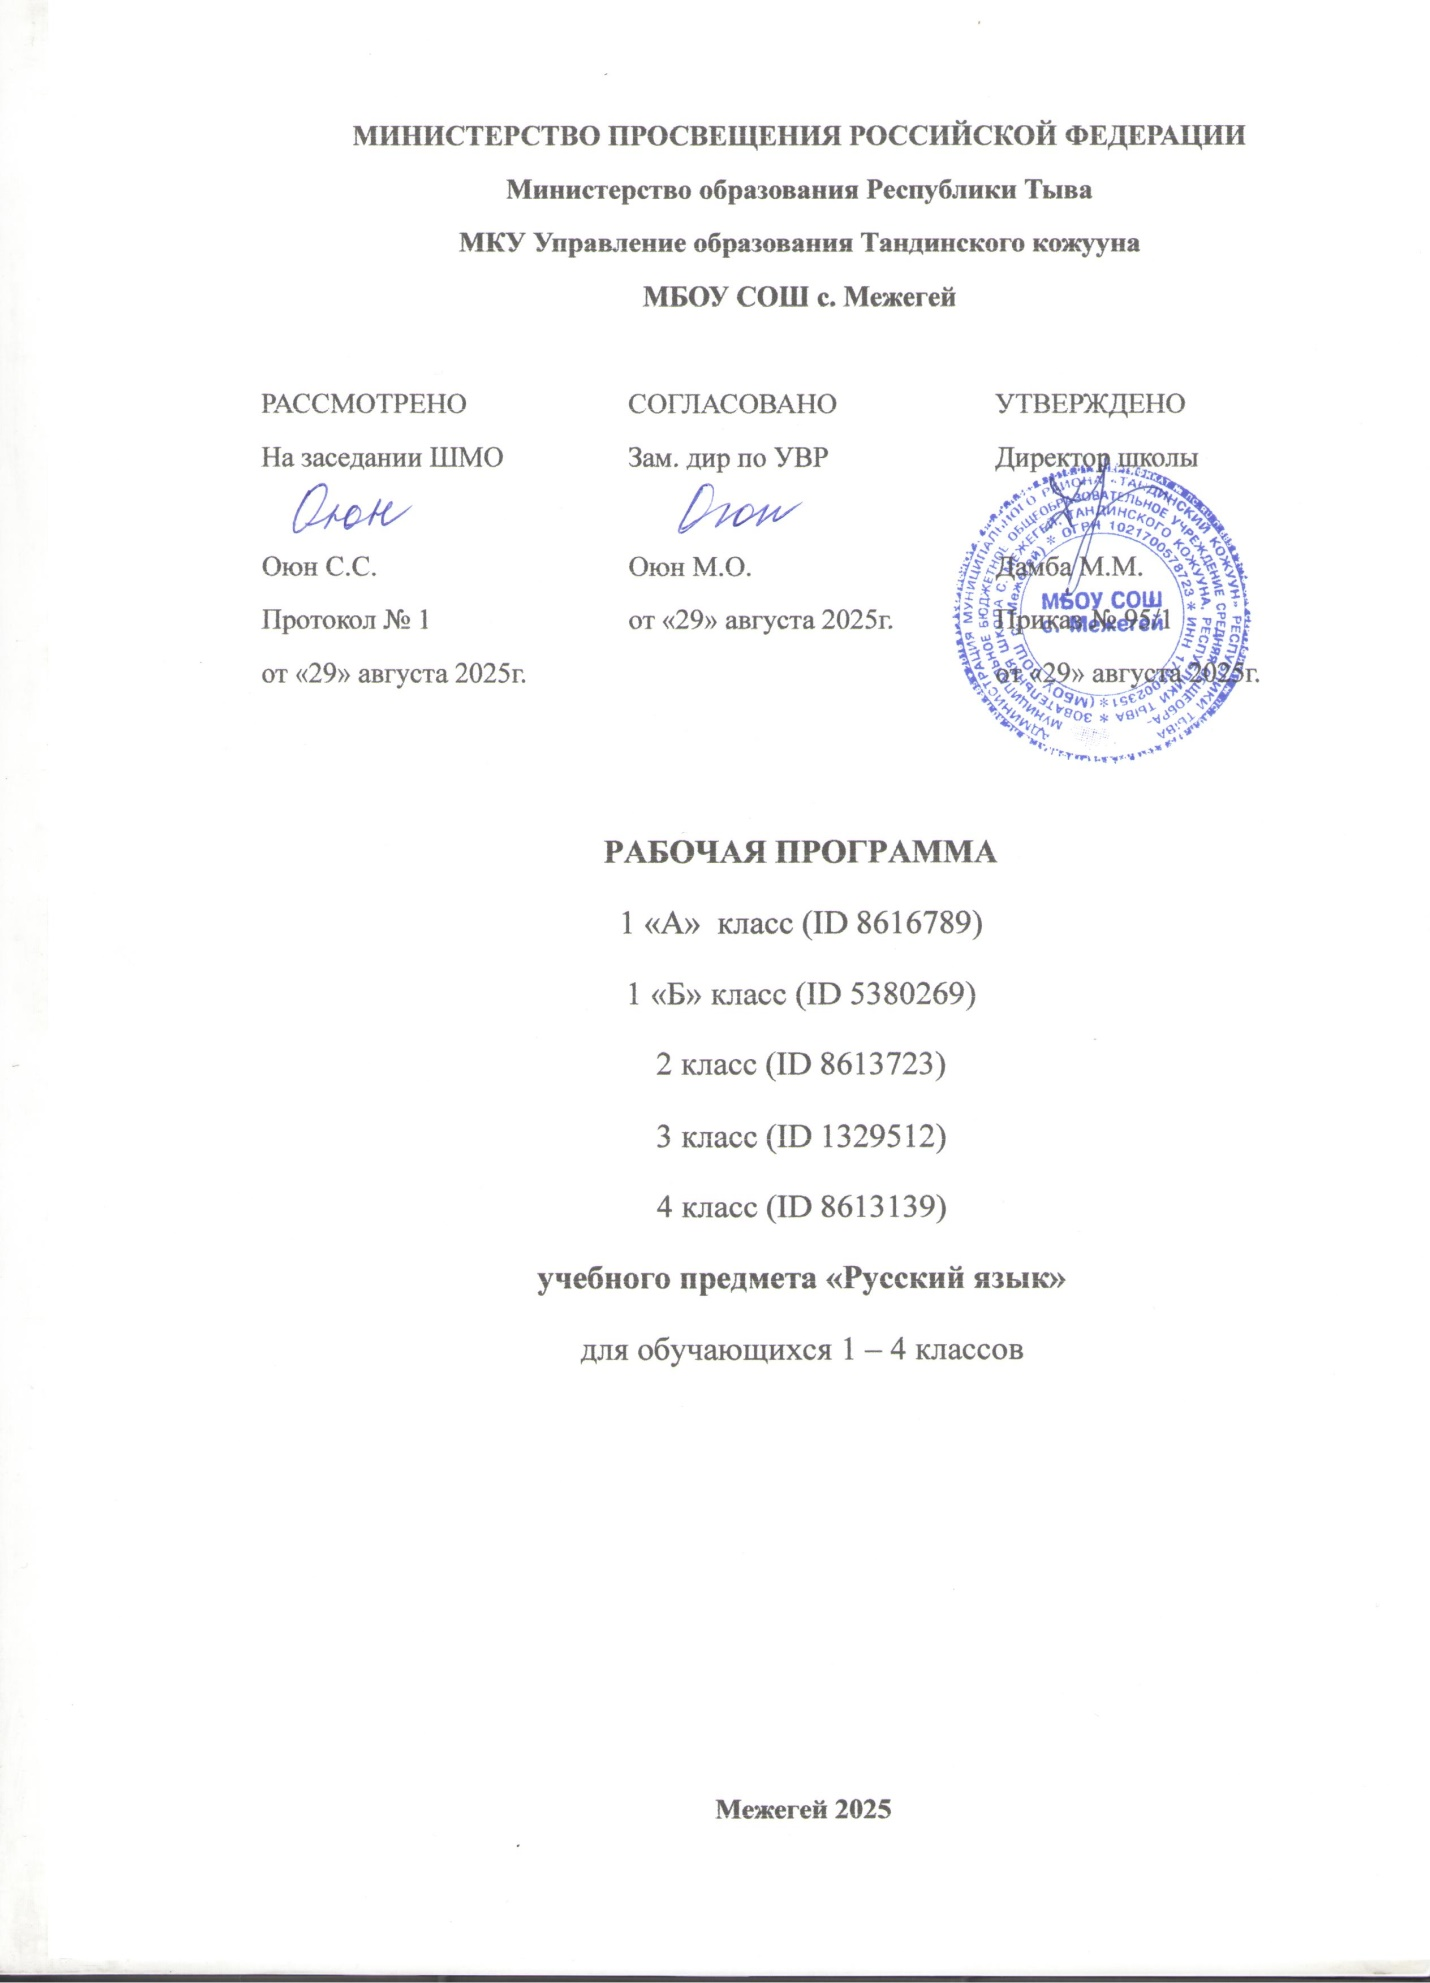 МИНИСТЕРСТВО ПРОСВЕЩЕНИЯ РОССИЙСКОЙ ФЕДЕРАЦИИ
Министерство образования Республики Тыва
МКУ Управление образования Тандинского кожууна
МБОУ СОШ с. Межегей
РАССМОТРЕНО
На заседании ШМО
Оюн
Оюн С.С.
Протокол № 1
от «29» августа 2025г.
СОГЛАСОВАНО
Зам. дир по УВР
Оюн
Оюн М.О.
от «29» августа 2025г.
УТВЕРЖДЕНО
Директор школы
Дамба М.М.
Приказ № 95/1
от «29» августа 2025г.
МБОУ СОШ
с. Межегей
ОГРН 1021700578723
РАБОЧАЯ ПРОГРАММА
1 «А»  класс (ID 8616789)
1 «Б» класс (ID 5380269)
2 класс (ID 8613723)
3 класс (ID 1329512)
4 класс (ID 8613139)
учебного предмета «Русский язык»
для обучающихся 1 – 4 классов
Межегей 2025